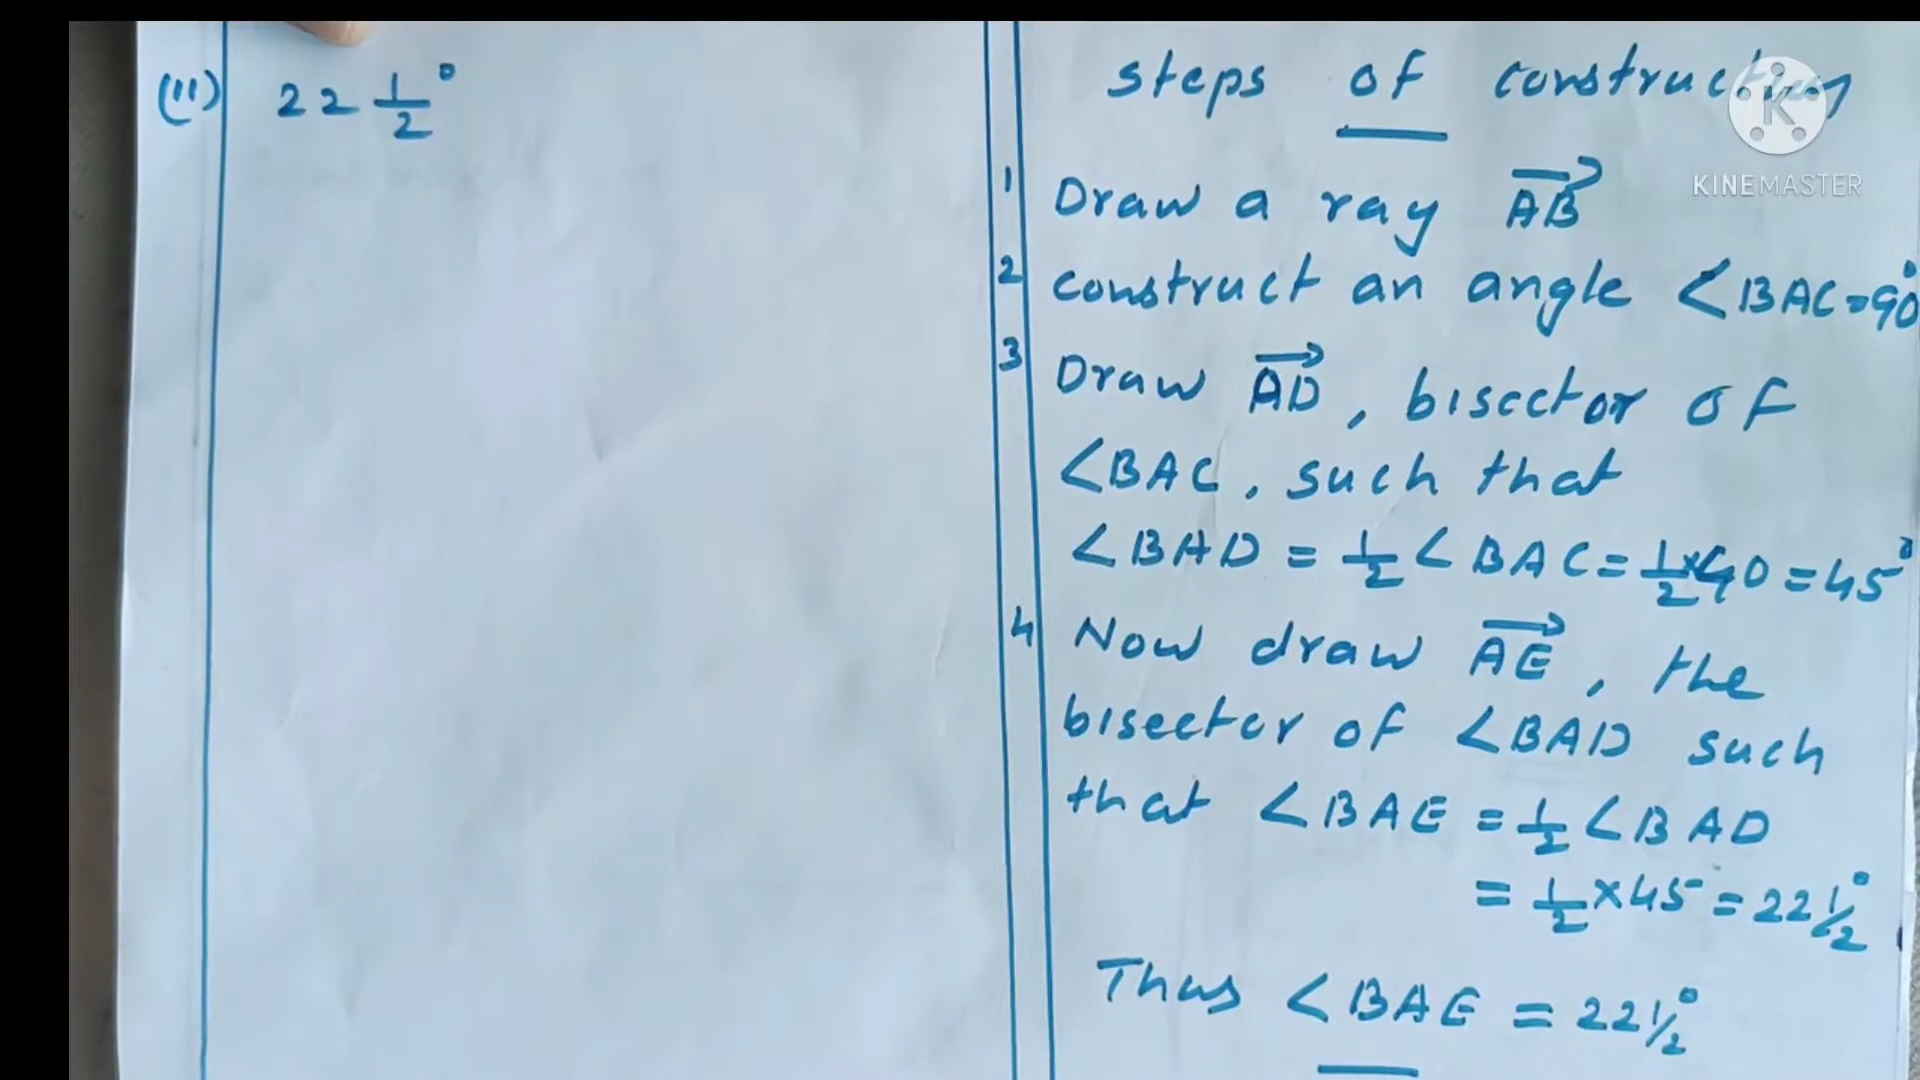 (11) 22 1/2°
steps of construction
KINEMASTER
1 Draw a ray AB
2 construct an angle <BAC=90°
3 Draw AD, bisector of
<BAC, such that
<BAD = 1/2 <BAC = 1/2×90 = 45°
4 Now draw AE, the
bisector of <BAD such
that <BAE = 1/2 <BAD
= 1/2 × 45 = 22 1/2°
Thus <BAE = 22 1/2°